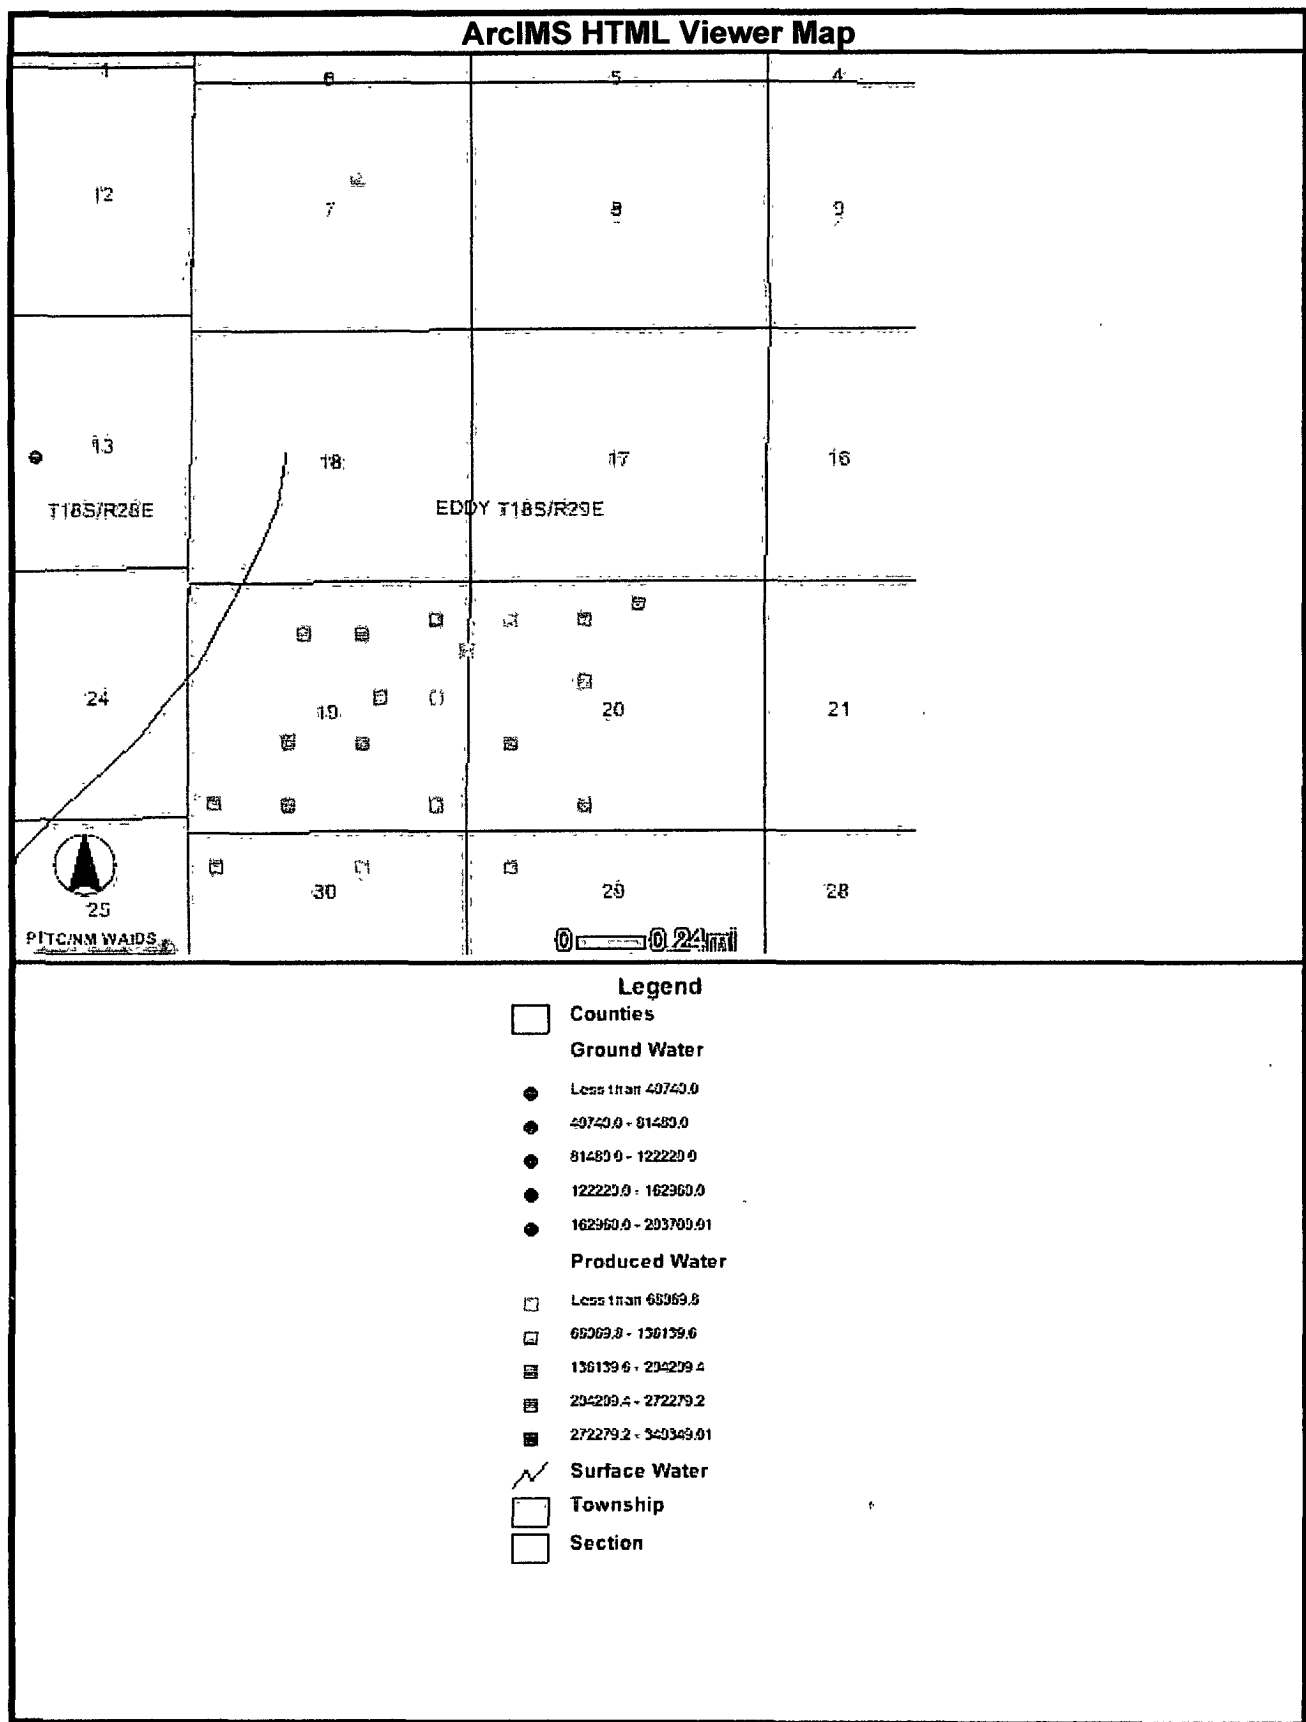 ArcIMS HTML Viewer Map
1 6 5 4
12 7 8 9
13 18 17 16
T18S/R28E EDDY T18S/R29E
24 19 20 21
30 29 28
25
NM WAIDS
0 0.24mi
Legend
Counties
Ground Water
Less than 40740.0
40740.0 - 81480.0
81480.0 - 122220.0
122220.0 - 162960.0
162960.0 - 203700.01
Produced Water
Less than 68069.8
68069.8 - 136139.6
136139.6 - 204209.4
204209.4 - 272279.2
272279.2 - 340349.01
Surface Water
Township
Section